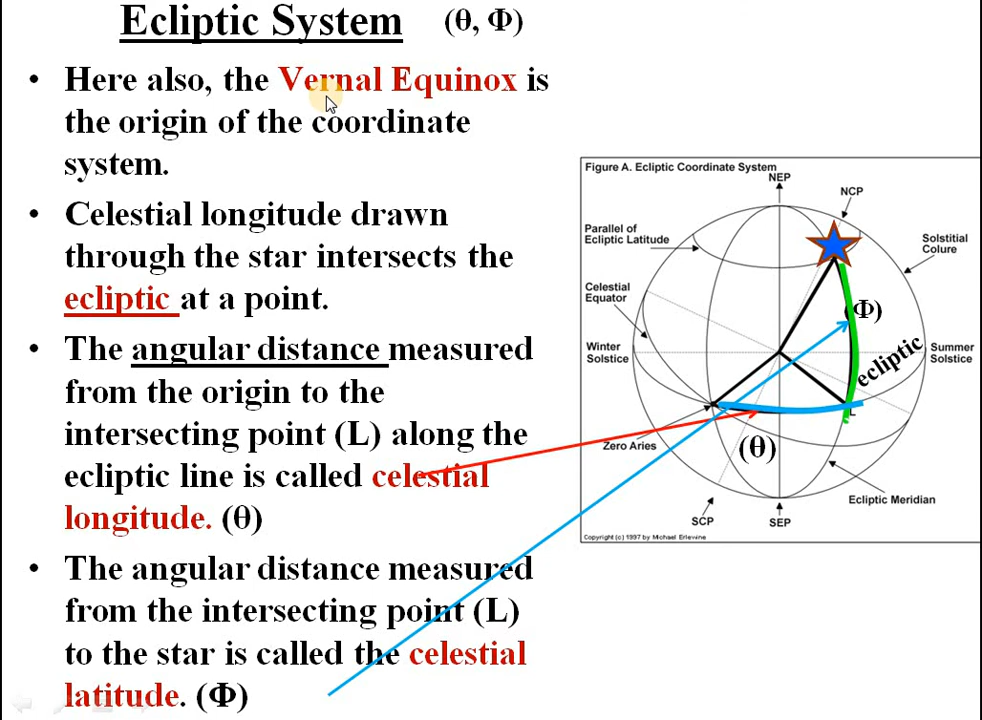 Ecliptic System (θ, Φ)
• Here also, the Vernal Equinox is
the origin of the coordinate
system.
• Celestial longitude drawn
through the star intersects the
ecliptic at a point.
• The angular distance measured
from the origin to the
intersecting point (L) along the
ecliptic line is called celestial
longitude. (θ)
• The angular distance measured
from the intersecting point (L)
to the star is called the celestial
latitude. (Φ)
Figure A. Ecliptic Coordinate System
NEP
NCP
Parallel of
Ecliptic Latitude
Solstitial
Colure
Celestial
Equator
(Φ)
Winter
Solstice
ecliptic
Summer
Solstice
L
Zero Aries
(θ)
Ecliptic Meridian
SCP
SEP
Copyright (c) 1997 by Michael Erlewine